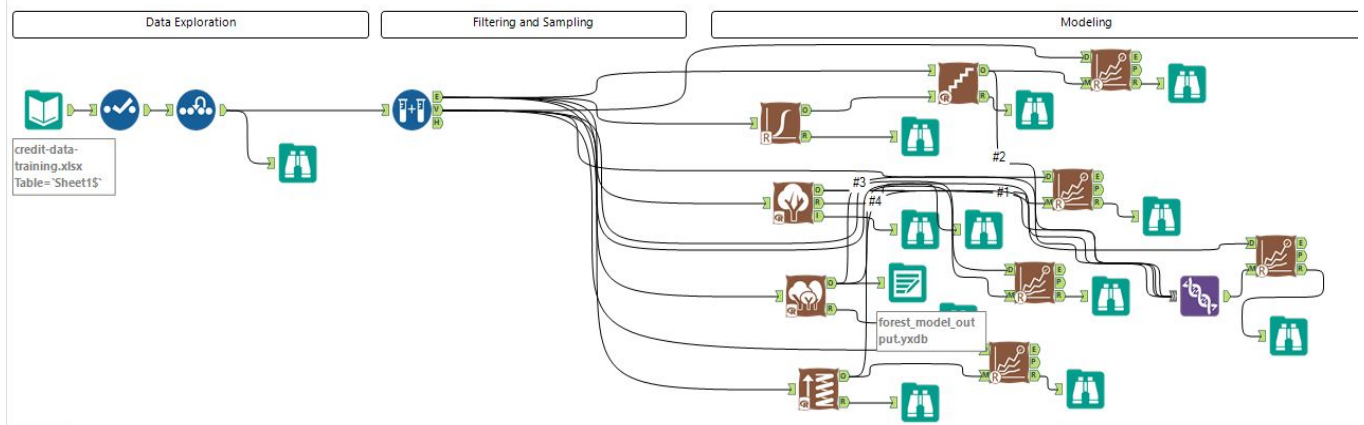 Data Exploration
Filtering and Sampling
Modeling
credit-data-
training.xlsx
Table=`Sheet1$`
E
V
H
R
O
R
O
R
D
M
E
P
R
#2
O
R
I
#3
#4
#1
D
M
E
P
R
O
R
forest_model_out
put.yxdb
D
M
E
P
R
D
M
E
P
R
O
R
D
M
E
P
R